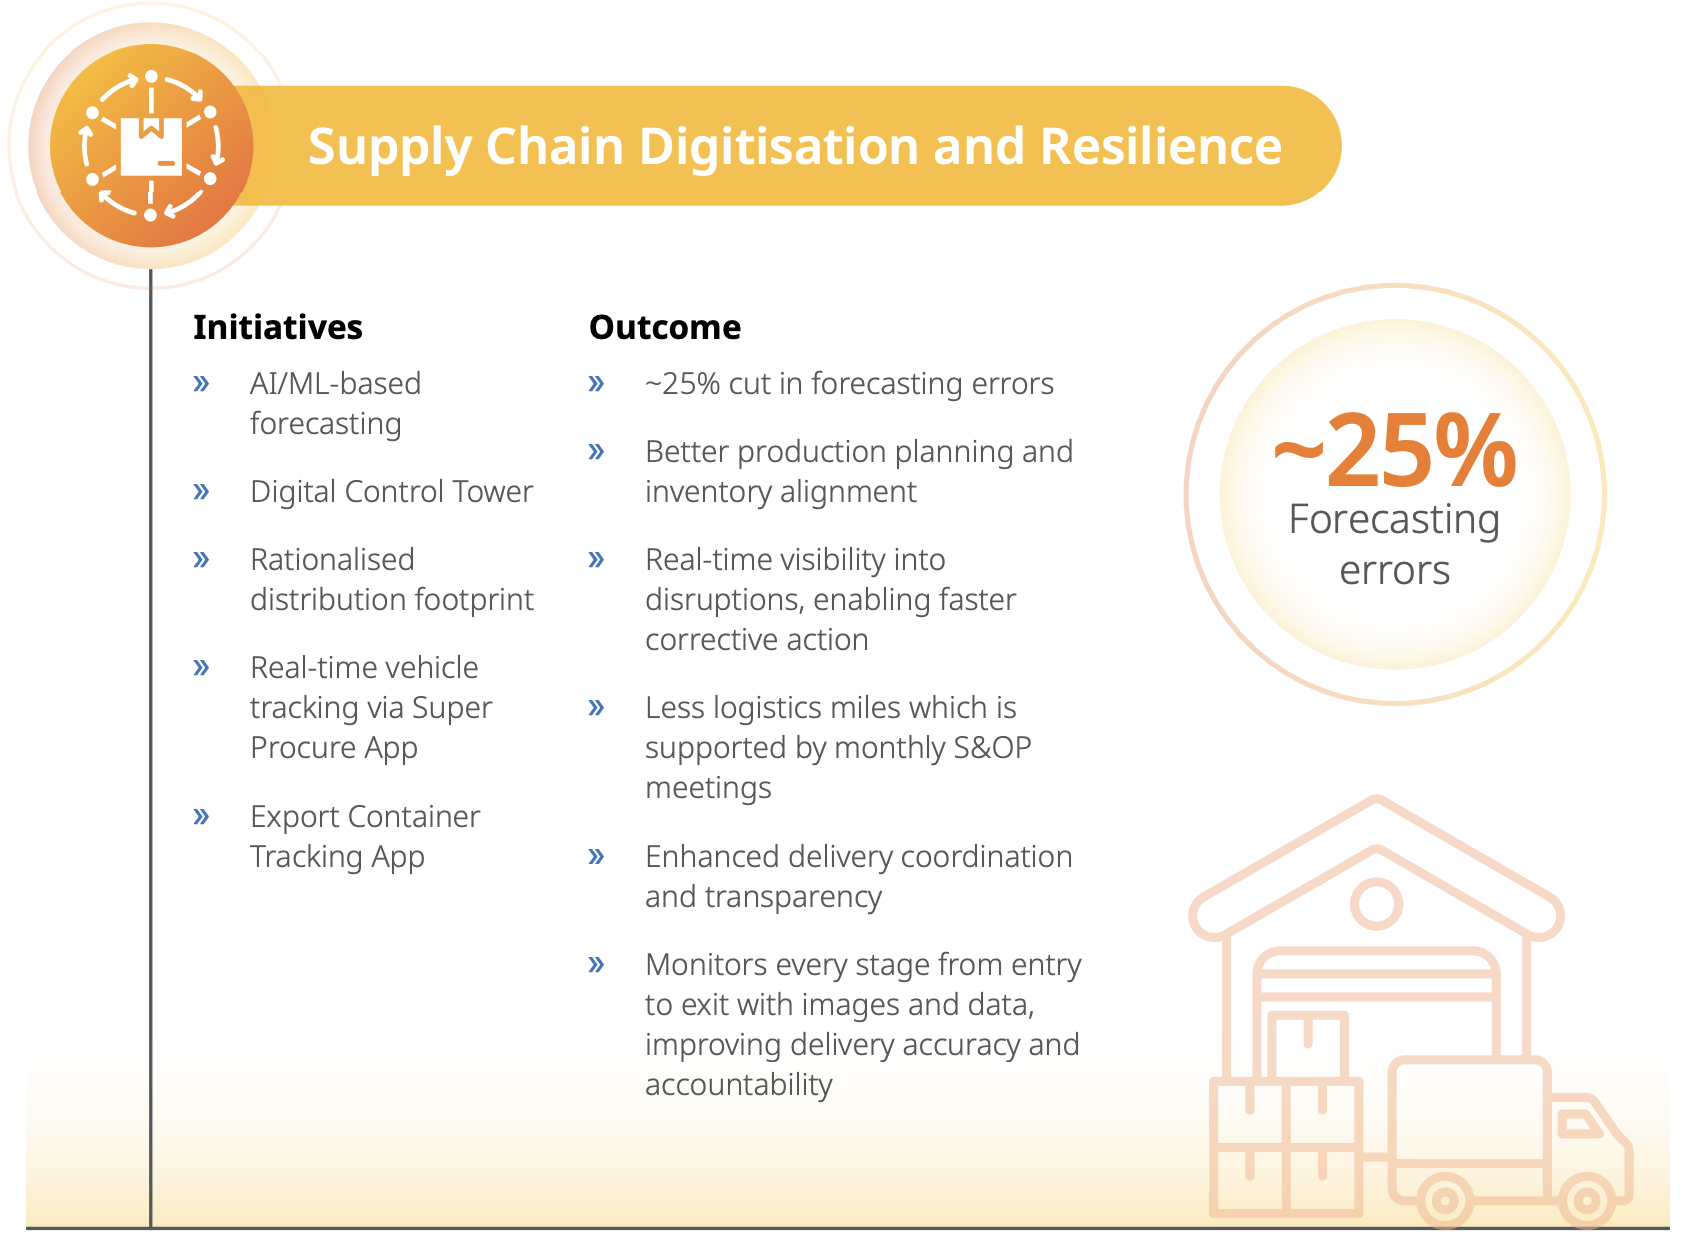 Supply Chain Digitisation and Resilience
Initiatives
» AI/ML-based
forecasting
» Digital Control Tower
» Rationalised
distribution footprint
» Real-time vehicle
tracking via Super
Procure App
» Export Container
Tracking App
Outcome
» ~25% cut in forecasting errors
» Better production planning and
inventory alignment
» Real-time visibility into
disruptions, enabling faster
corrective action
» Less logistics miles which is
supported by monthly S&OP
meetings
» Enhanced delivery coordination
and transparency
» Monitors every stage from entry
to exit with images and data,
improving delivery accuracy and
accountability
~25%
Forecasting
errors